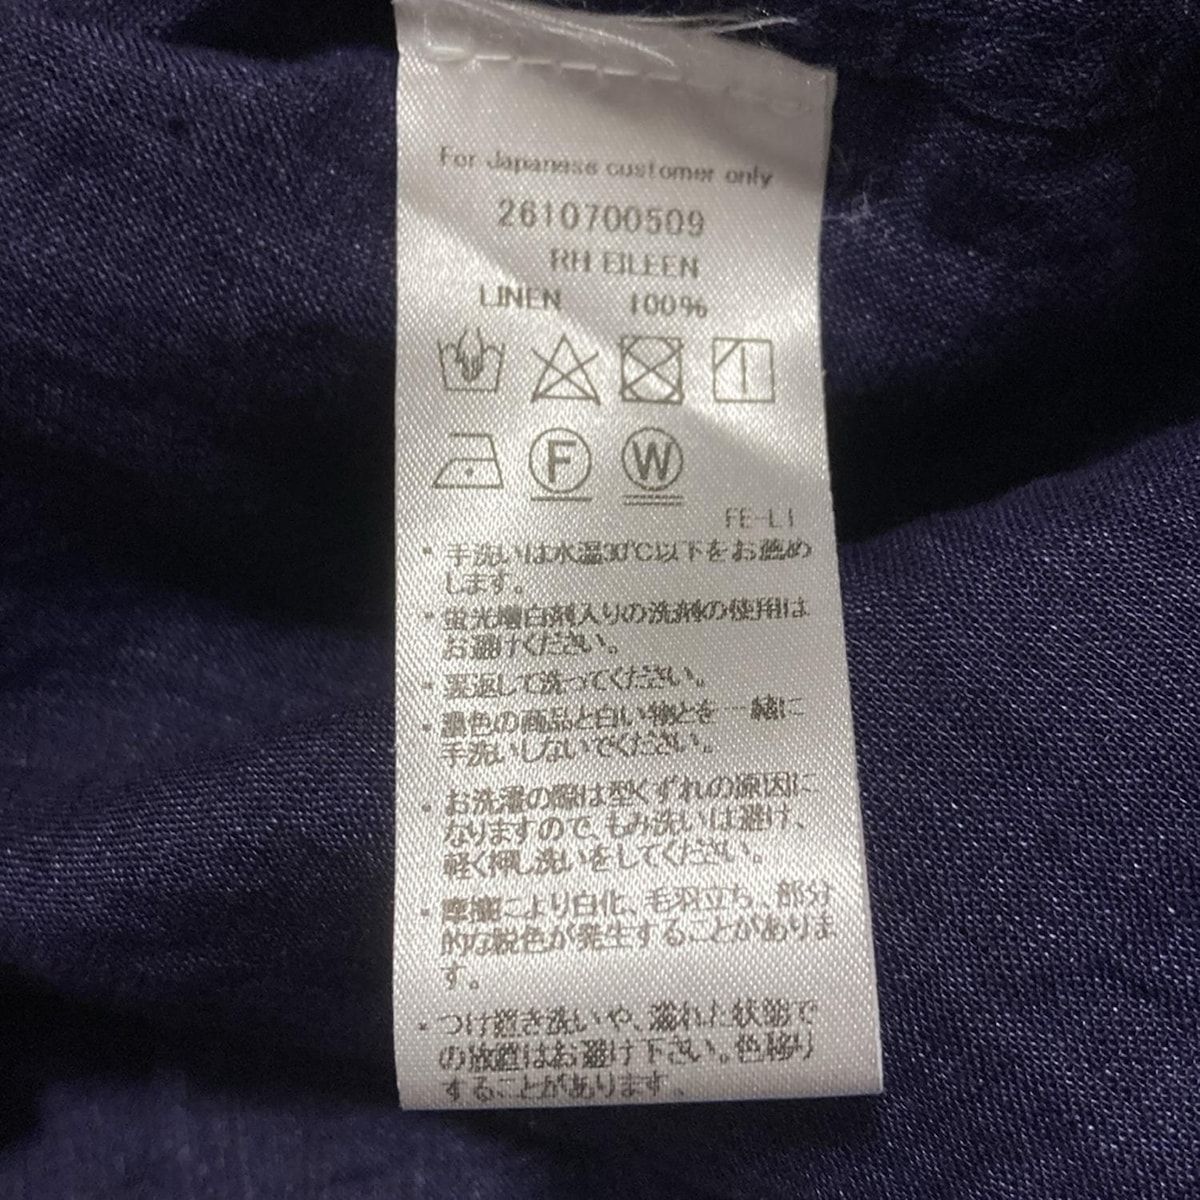 For Japanese customer only
2610700509
RH EILEEN
LINEN 100%
F W
FE-LI
・手洗いは水温30℃以下をお薦め
します。
・蛍光増白剤入りの洗剤の使用は
お避けください。
・裏返して洗ってください。
・濃色の商品と白い物とを一緒に
手洗いしないでください。
・お洗濯の際は型くずれの原因に
なりますので、もみ洗いは避け、
軽く押し洗いをしてください。
・摩擦により白化、毛羽立ち、部分
的な脱色が発生することがありま
す。
・つけ置き洗いや、濡れた状態で
の放置はお避け下さい。色移り
することがあります。